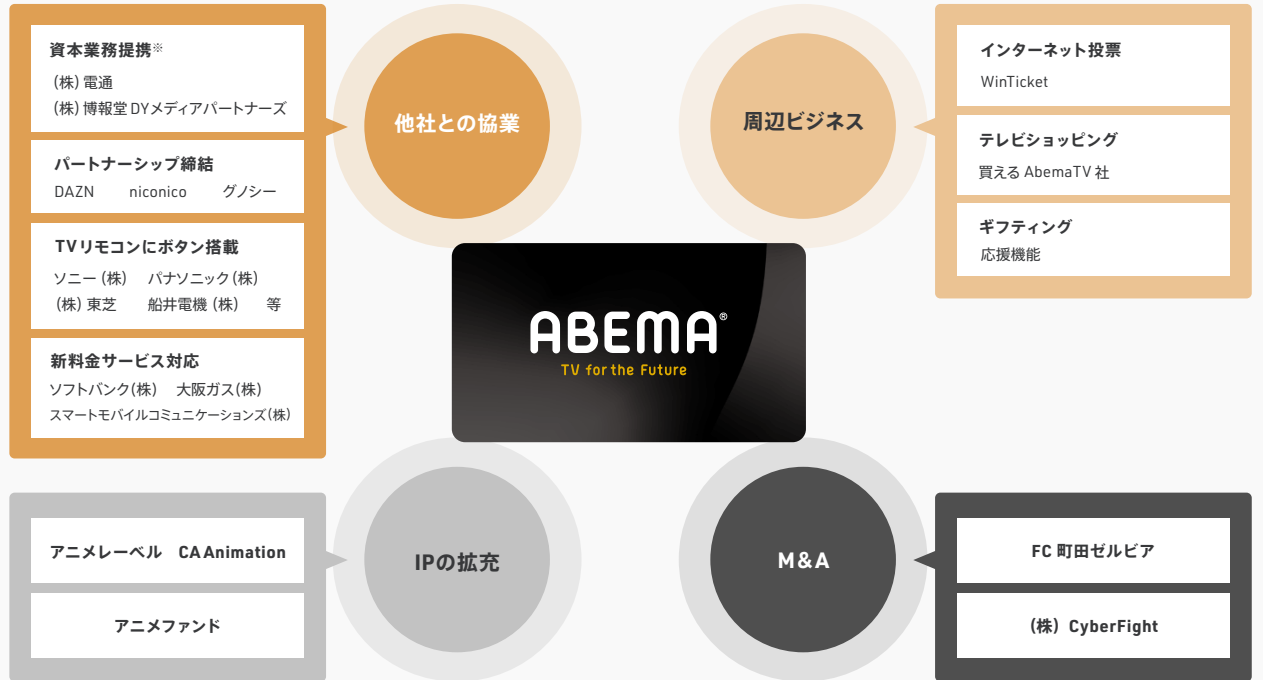 資本業務提携※
(株) 電通
(株) 博報堂DYメディアパートナーズ
パートナーシップ締結
DAZN niconico グノシー
TVリモコンにボタン搭載
ソニー (株) パナソニック (株)
(株) 東芝 船井電機 (株) 等
新料金サービス対応
ソフトバンク(株) 大阪ガス(株)
スマートモバイルコミュニケーションズ(株)
他社との協業
周辺ビジネス
インターネット投票
WinTicket
テレビショッピング
買える AbemaTV 社
ギフティング
応援機能
ABEMA®
TV for the Future
アニメレーベル CAAnimation
アニメファンド
IPの拡充
M&A
FC 町田ゼルビア
(株) CyberFight